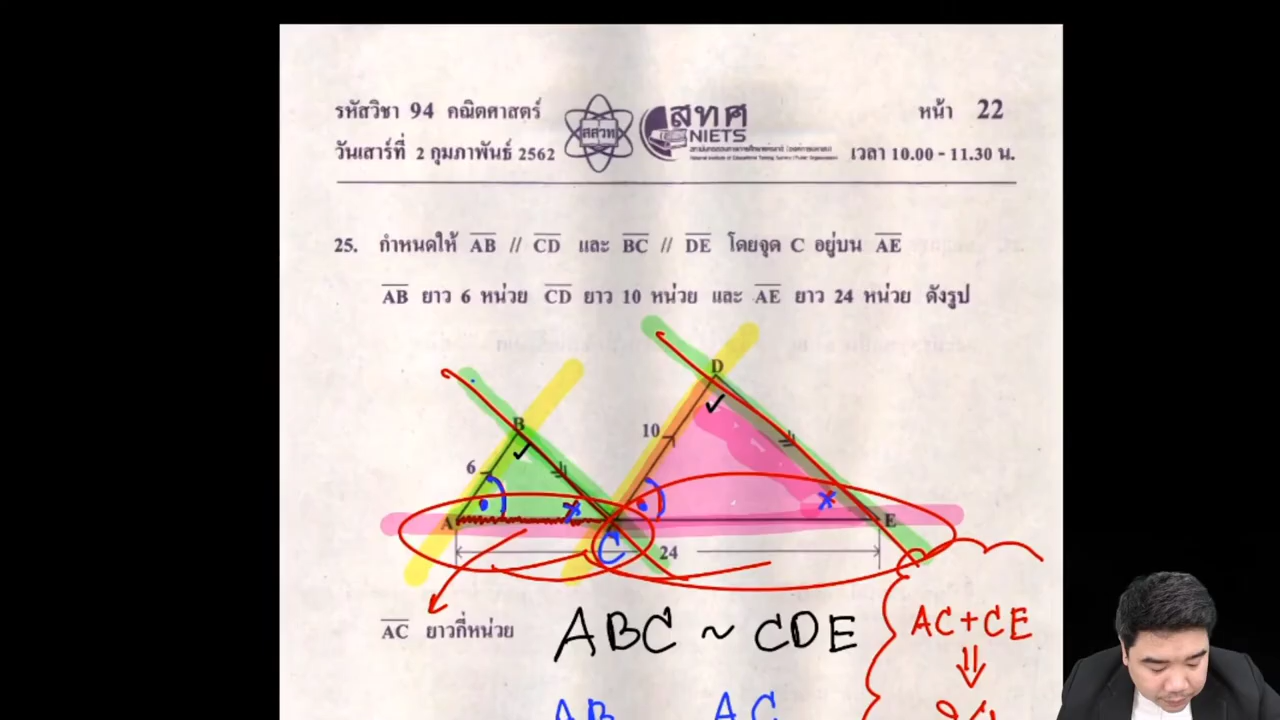 รหัสวิชา 94 คณิตศาสตร์
สสวท
สทศ
NIETS
หน้า 22
วันเสาร์ที่ 2 กุมภาพันธ์ 2562
เวลา 10.00 - 11.30 น.
25. กำหนดให้ AB // CD และ BC // DE โดยจุด C อยู่บน AE
AB ยาว 6 หน่วย CD ยาว 10 หน่วย และ AE ยาว 24 หน่วย ดังรูป
D
B
10
6
A
E
C
24
AC ยาวกี่หน่วย
ABC ~ CDE
AC+CE
AB AC